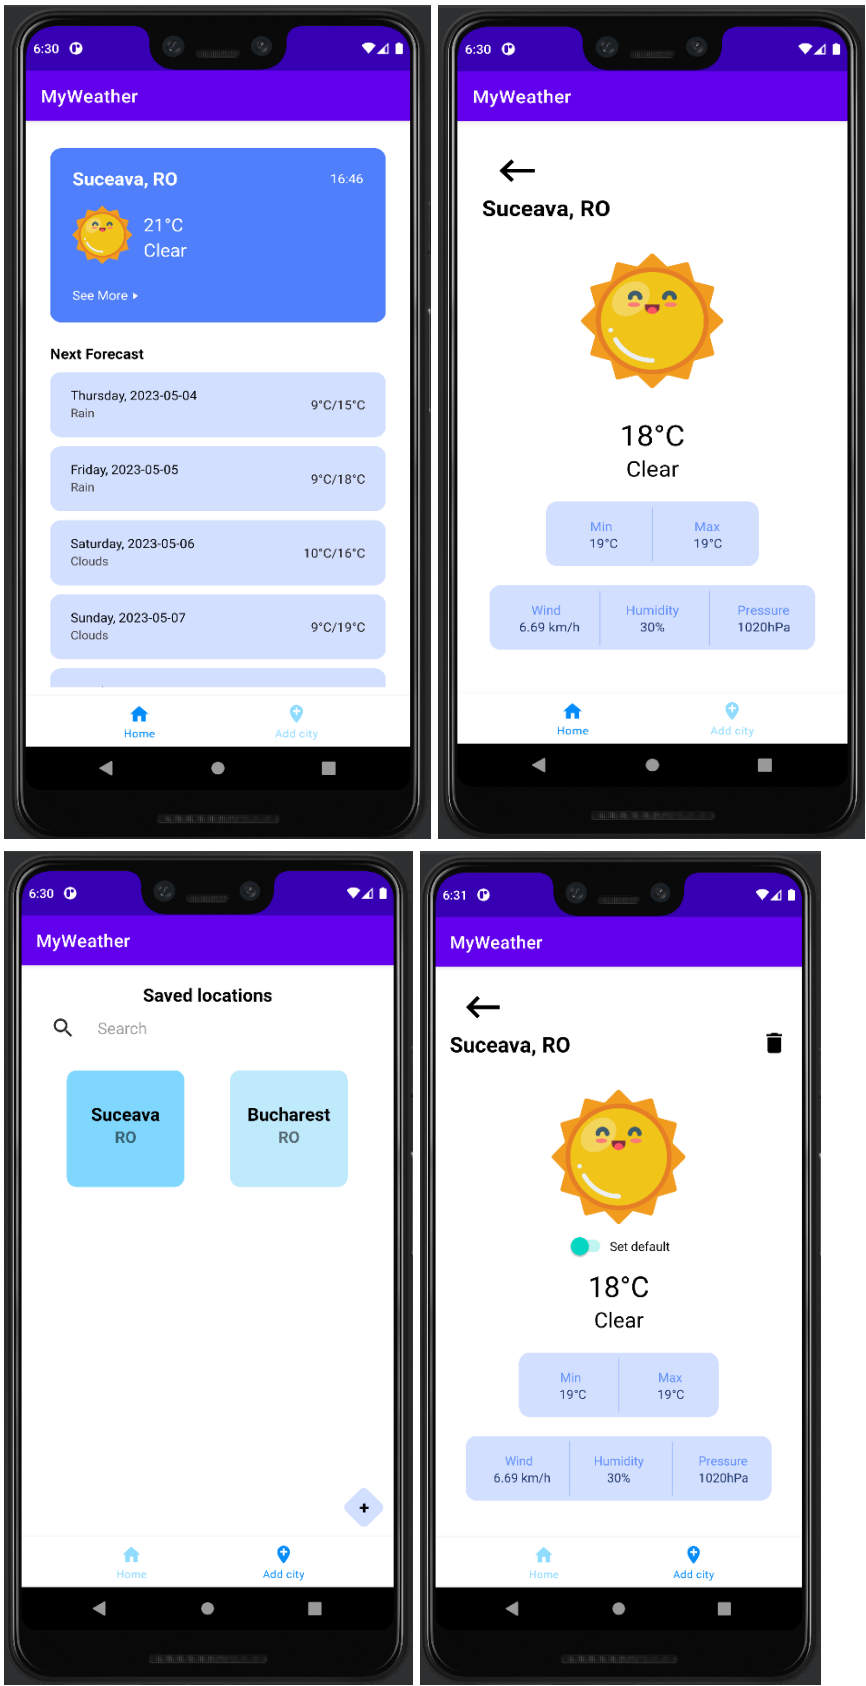 6:30
MyWeather
Suceava, RO
16:46
21°C
Clear
See More
Next Forecast
Thursday, 2023-05-04
Rain
9°C/15°C
Friday, 2023-05-05
Rain
9°C/18°C
Saturday, 2023-05-06
Clouds
10°C/16°C
Sunday, 2023-05-07
Clouds
9°C/19°C
Home
Add city
6:30
MyWeather
Suceava, RO
18°C
Clear
Min
Max
19°C
19°C
Wind
Humidity
Pressure
6.69 km/h
30%
1020hPa
Home
Add city
6:30
MyWeather
Saved locations
Search
Suceava
RO
Bucharest
RO
+
Home
Add city
6:31
MyWeather
Suceava, RO
Set default
18°C
Clear
Min
Max
19°C
19°C
Wind
Humidity
Pressure
6.69 km/h
30%
1020hPa
Home
Add city